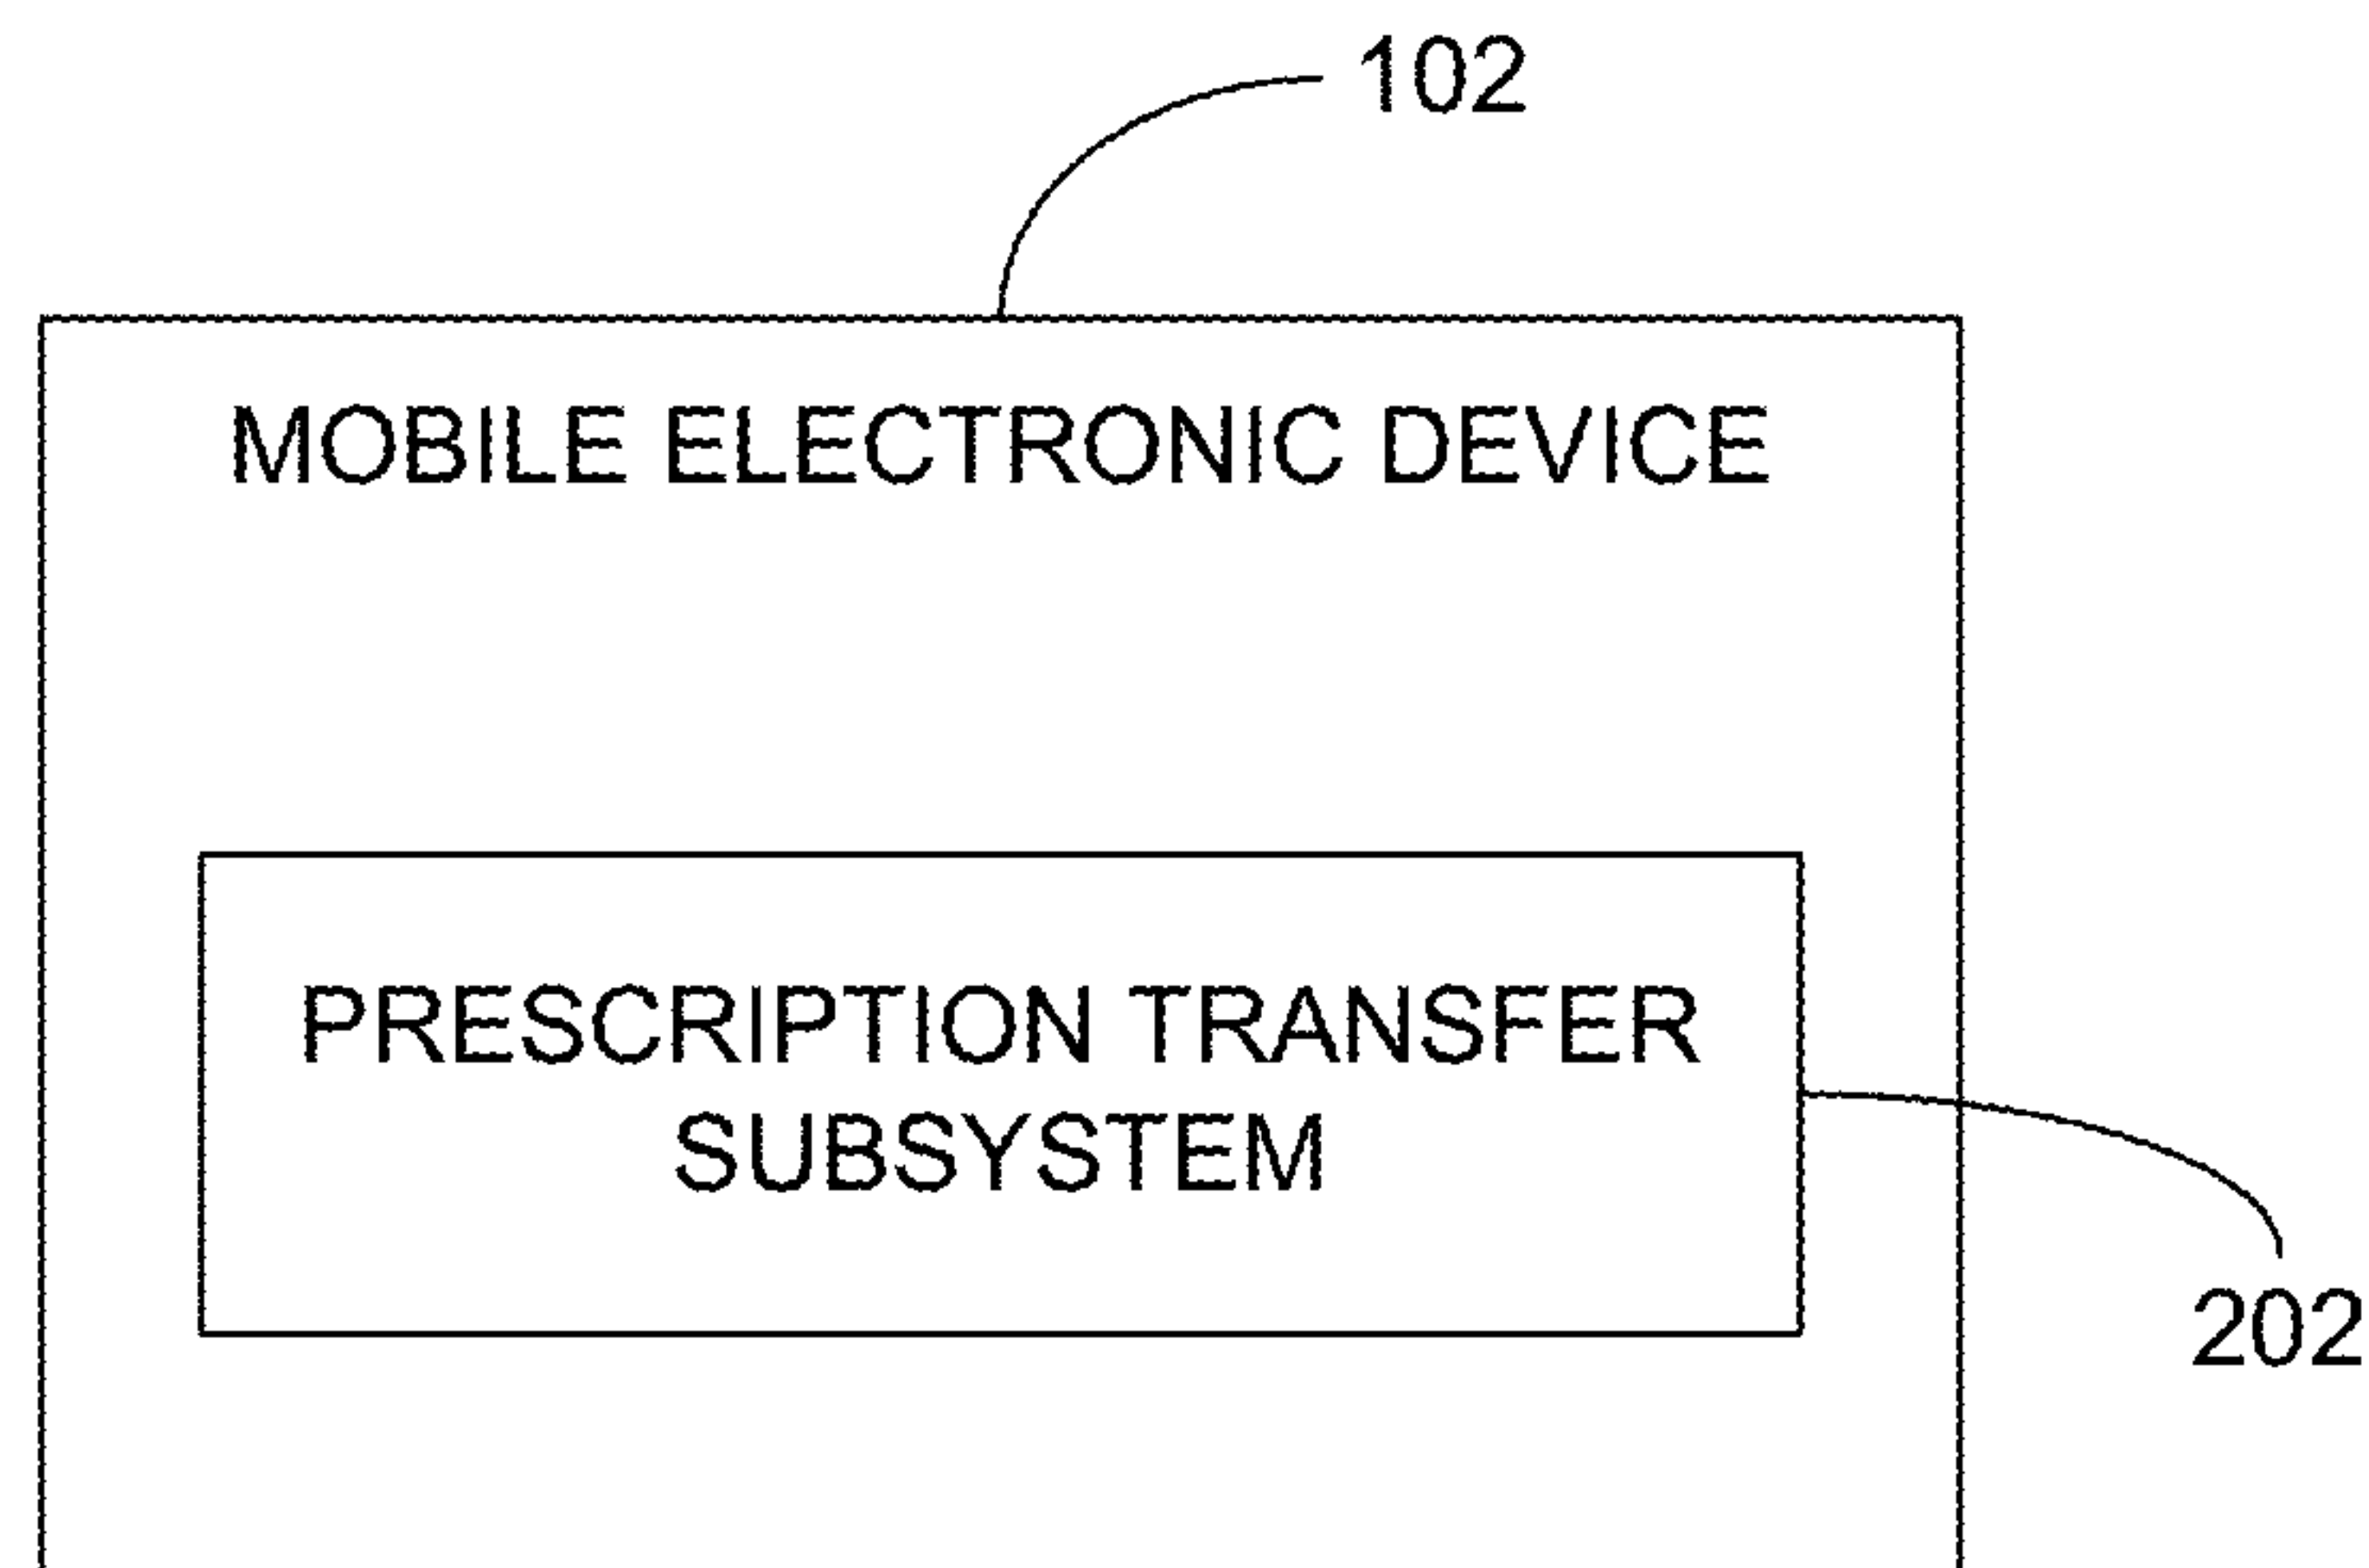 102
MOBILE ELECTRONIC DEVICE
PRESCRIPTION TRANSFER
SUBSYSTEM
202